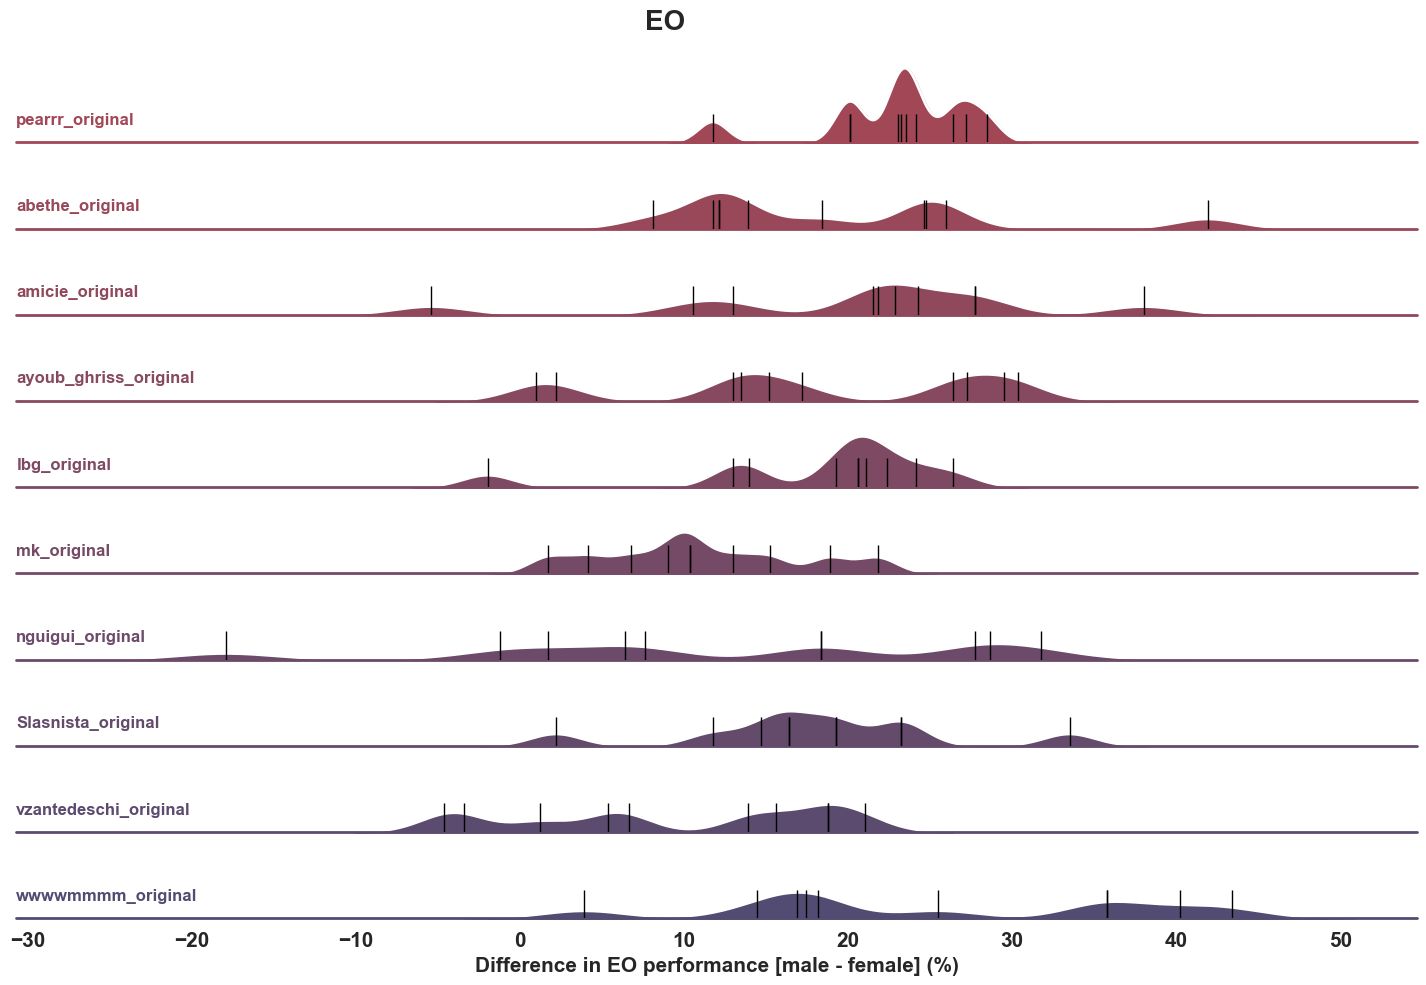 EO
pearrr_original
abethe_original
amicie_original
ayoub_ghriss_original
lbg_original
mk_original
nguigui_original
Slasnista_original
vzantedeschi_original
wwwwmmmm_original
−30 −20 −10 0 10 20 30 40 50
Difference in EO performance [male - female] (%)